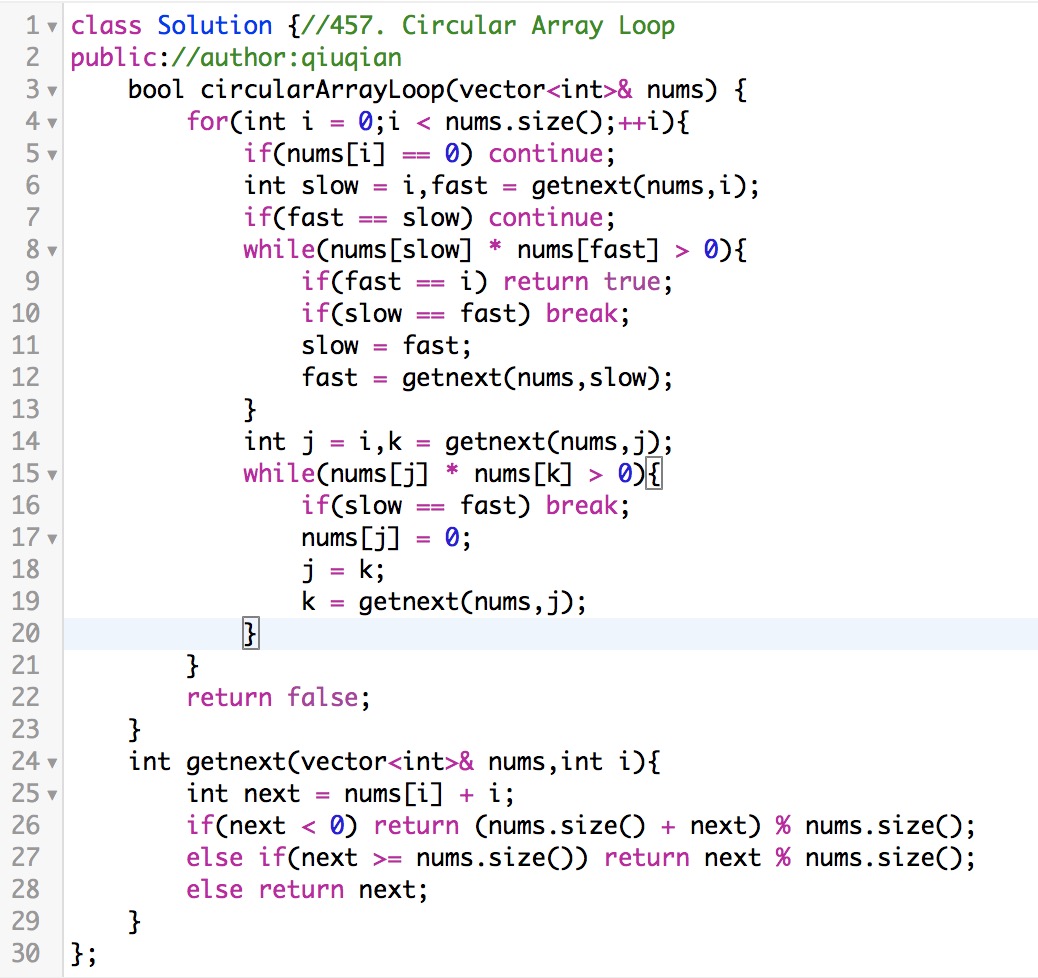 1 class Solution {//457. Circular Array Loop
2 public://author:qiuqian
3     bool circularArrayLoop(vector<int>& nums) {
4         for(int i = 0;i < nums.size();++i){
5             if(nums[i] == 0) continue;
6             int slow = i,fast = getnext(nums,i);
7             if(fast == slow) continue;
8             while(nums[slow] * nums[fast] > 0){
9                 if(fast == i) return true;
10                 if(slow == fast) break;
11                 slow = fast;
12                 fast = getnext(nums,slow);
13             }
14             int j = i,k = getnext(nums,j);
15             while(nums[j] * nums[k] > 0){
16                 if(slow == fast) break;
17                 nums[j] = 0;
18                 j = k;
19                 k = getnext(nums,j);
20             }
21         }
22         return false;
23     }
24     int getnext(vector<int>& nums,int i){
25         int next = nums[i] + i;
26         if(next < 0) return (nums.size() + next) % nums.size();
27         else if(next >= nums.size()) return next % nums.size();
28         else return next;
29     }
30 };